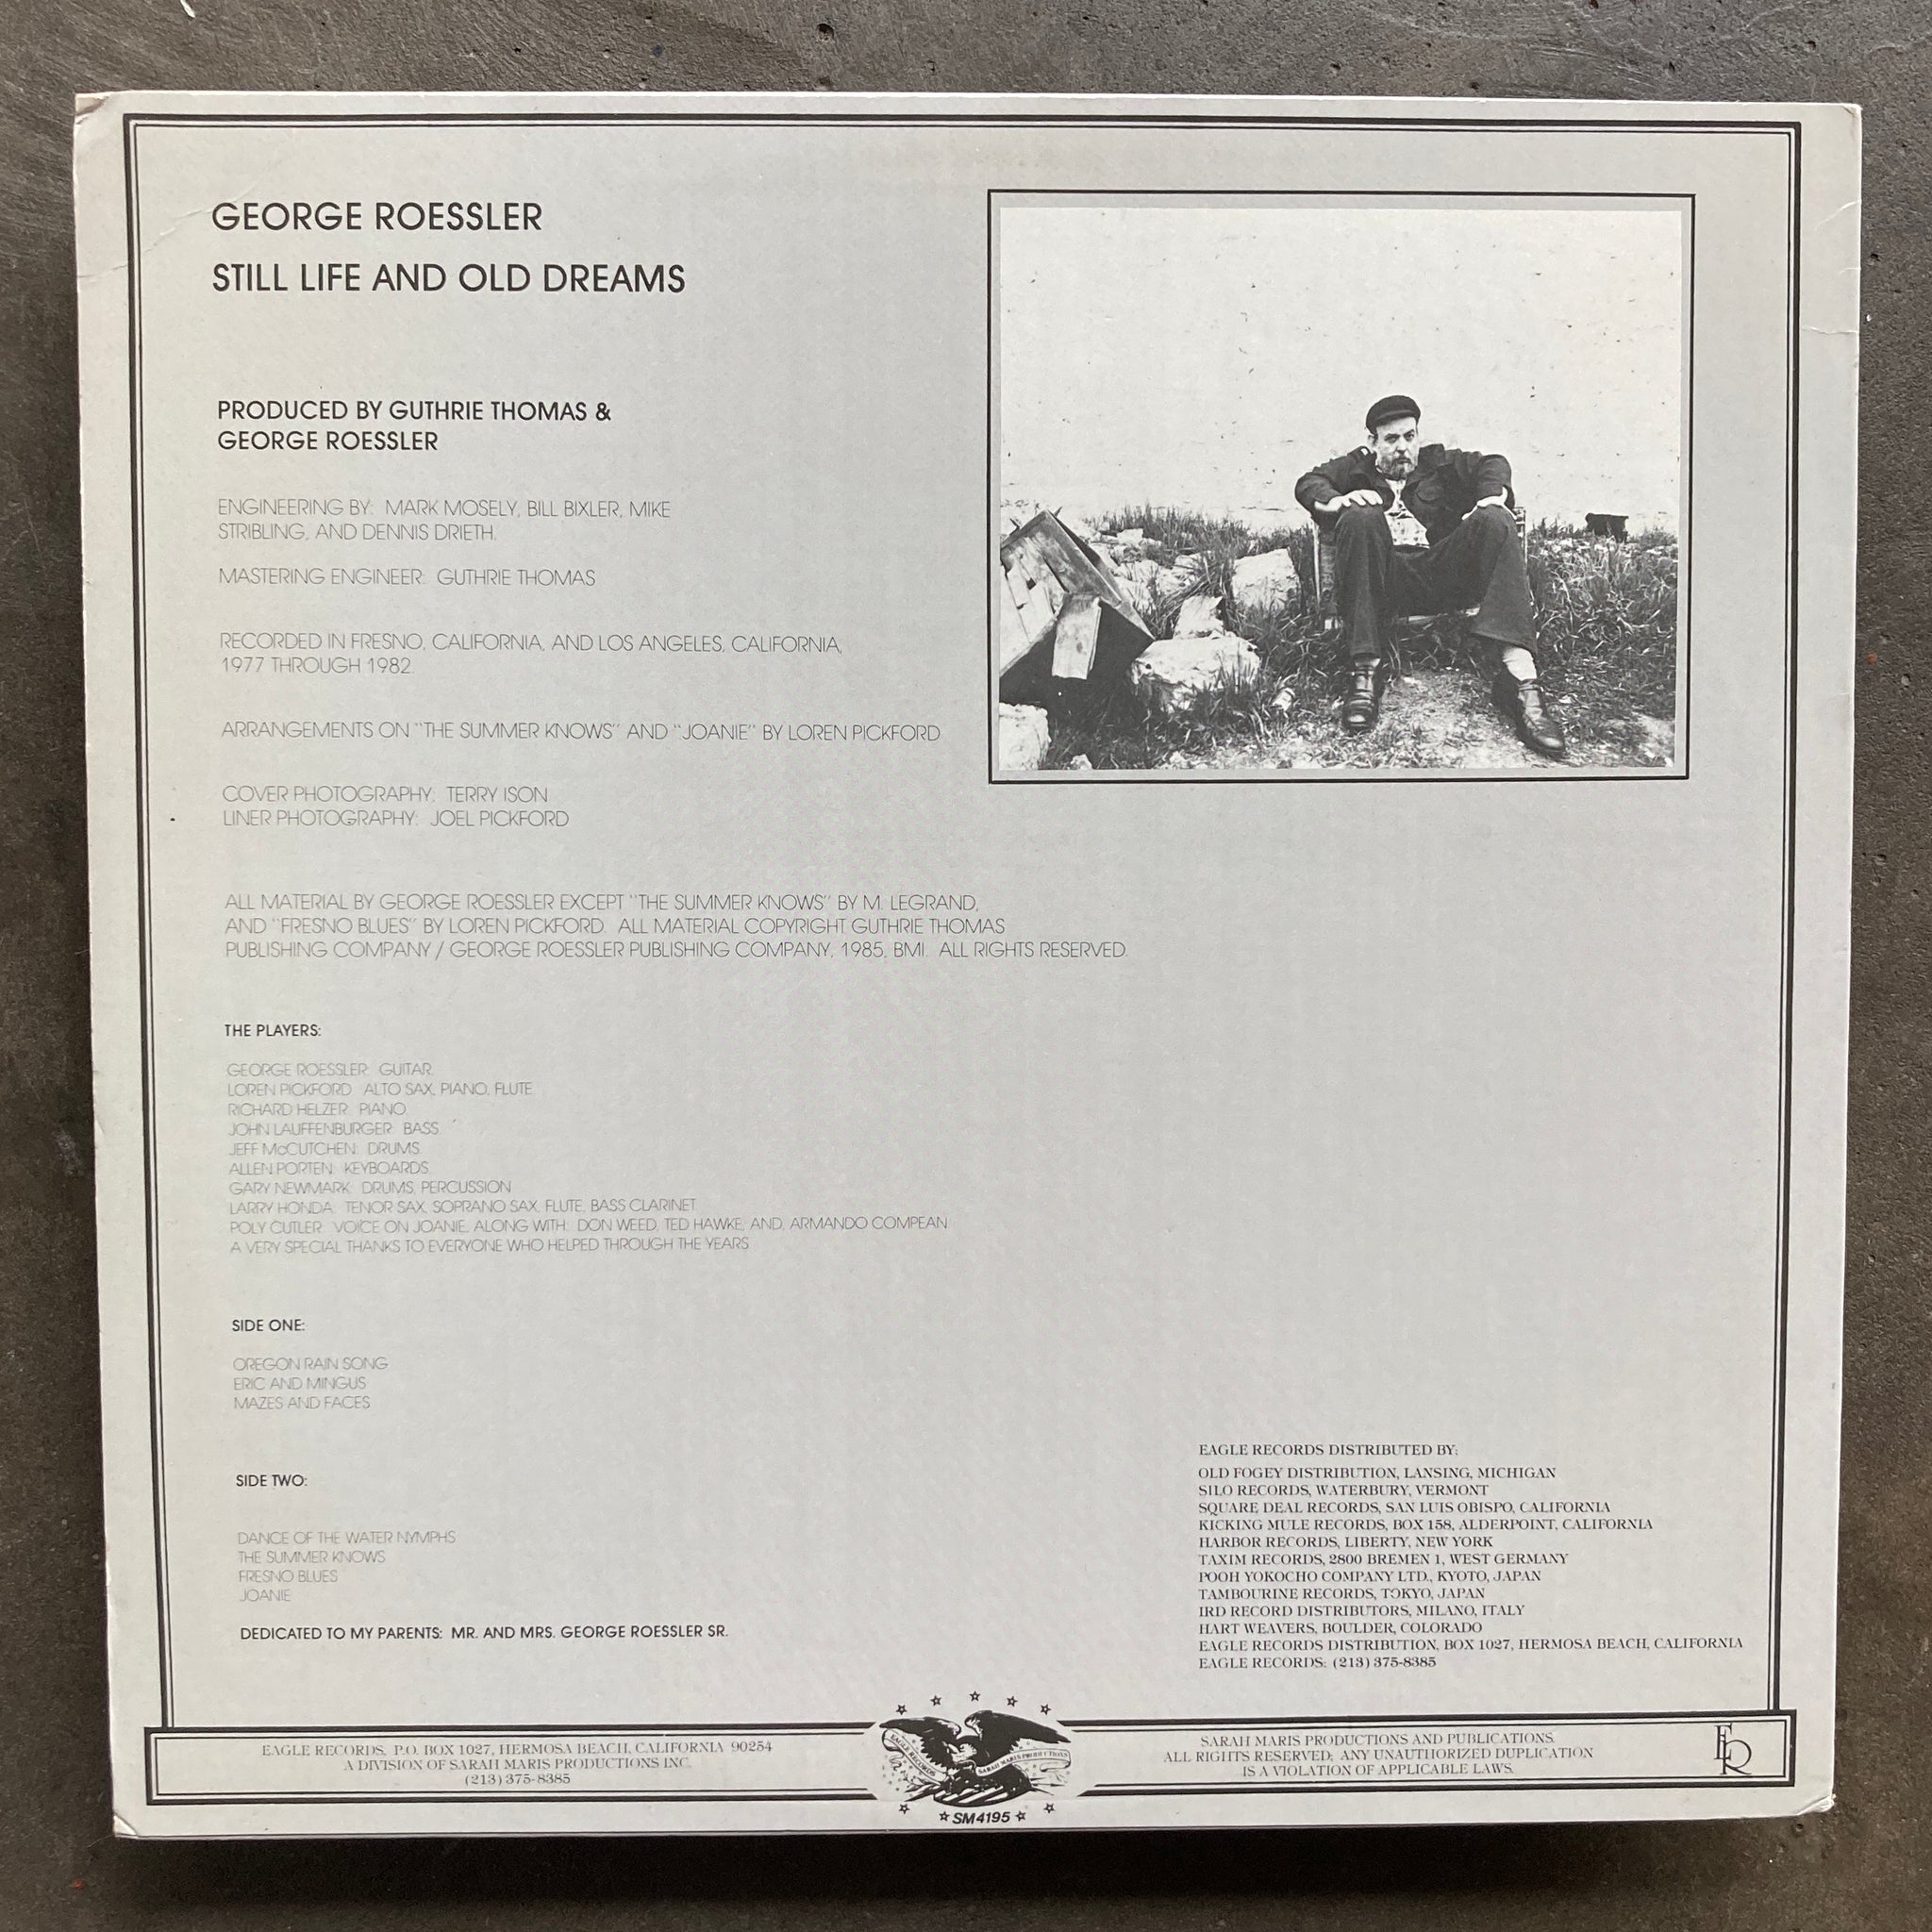 GEORGE ROESSLER
STILL LIFE AND OLD DREAMS
PRODUCED BY GUTHRIE THOMAS &
GEORGE ROESSLER
ENGINEERING BY: MARK MOSELY, BILL BIXLER, MIKE
STRIBLING, AND DENNIS DRIETH.
MASTERING ENGINEER: GUTHRIE THOMAS
RECORDED IN FRESNO, CALIFORNIA, AND LOS ANGELES, CALIFORNIA,
1977 THROUGH 1982.
ARRANGEMENTS ON "THE SUMMER KNOWS" AND "JOANIE" BY LOREN PICKFORD
COVER PHOTOGRAPHY: TERRY ISON
LINER PHOTOGRAPHY: JOEL PICKFORD
ALL MATERIAL BY GEORGE ROESSLER EXCEPT "THE SUMMER KNOWS" BY M. LEGRAND,
AND "FRESNO BLUES" BY LOREN PICKFORD. ALL MATERIAL COPYRIGHT GUTHRIE THOMAS
PUBLISHING COMPANY / GEORGE ROESSLER PUBLISHING COMPANY, 1985, BMI. ALL RIGHTS RESERVED.
THE PLAYERS:
GEORGE ROESSLER: GUITAR.
LOREN PICKFORD: ALTO SAX, PIANO, FLUTE.
RICHARD HELZER: PIANO.
JOHN LAUFFENBURGER: BASS.
JEFF McCUTCHEN: DRUMS.
ALLEN PORTEN: KEYBOARDS.
GARY NEWMARK: DRUMS, PERCUSSION
LARRY HONDA: TENOR SAX, SOPRANO SAX, FLUTE, BASS CLARINET.
POLY CUTLER: VOICE ON JOANIE, ALONG WITH: DON WEED, TED HAWKE, AND, ARMANDO COMPEAN.
A VERY SPECIAL THANKS TO EVERYONE WHO HELPED THROUGH THE YEARS.
SIDE ONE:
OREGON RAIN SONG
ERIC AND MINGUS
MAZES AND FACES
SIDE TWO:
DANCE OF THE WATER NYMPHS
THE SUMMER KNOWS
FRESNO BLUES
JOANIE
DEDICATED TO MY PARENTS: MR. AND MRS. GEORGE ROESSLER SR.
EAGLE RECORDS DISTRIBUTED BY:
OLD FOGEY DISTRIBUTION, LANSING, MICHIGAN
SILO RECORDS, WATERBURY, VERMONT
SQUARE DEAL RECORDS, SAN LUIS OBISPO, CALIFORNIA
KICKING MULE RECORDS, BOX 158, ALDERPOINT, CALIFORNIA
HARBOR RECORDS, LIBERTY, NEW YORK
TAXIM RECORDS, 2800 BREMEN 1, WEST GERMANY
POOH YOKOCHO COMPANY LTD., KYOTO, JAPAN
TAMBOURINE RECORDS, TOKYO, JAPAN
IRD RECORD DISTRIBUTORS, MILANO, ITALY
HART WEAVERS, BOULDER, COLORADO
EAGLE RECORDS DISTRIBUTION, BOX 1027, HERMOSA BEACH, CALIFORNIA
EAGLE RECORDS: (213) 375-8385
EAGLE RECORDS, P.O. BOX 1027, HERMOSA BEACH, CALIFORNIA 90254
A DIVISION OF SARAH MARIS PRODUCTIONS INC.
(213) 375-8385
EAGLE RECORDS
SARAH MARIS PRODUCTIONS
SM4195
SARAH MARIS PRODUCTIONS AND PUBLICATIONS.
ALL RIGHTS RESERVED; ANY UNAUTHORIZED DUPLICATION
IS A VIOLATION OF APPLICABLE LAWS.
ER